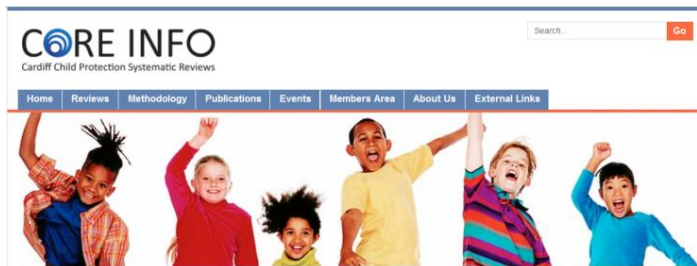 Search...
Go
CORE INFO
Cardiff Child Protection Systematic Reviews
Home
Reviews
Methodology
Publications
Events
Members Area
About Us
External Links